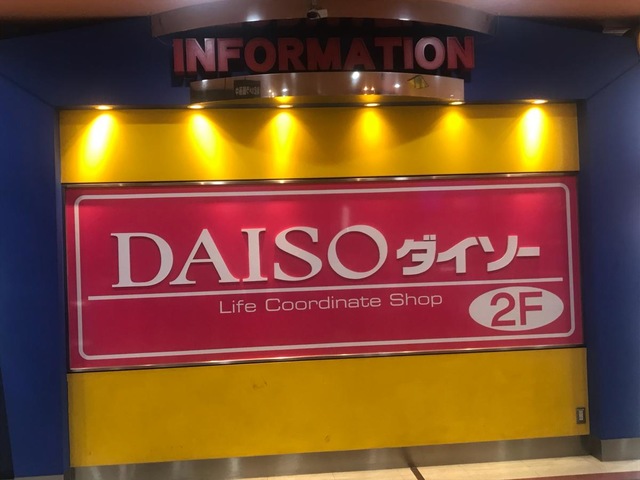 INFORMATION
DAISO ダイソー
Life Coordinate Shop
2F